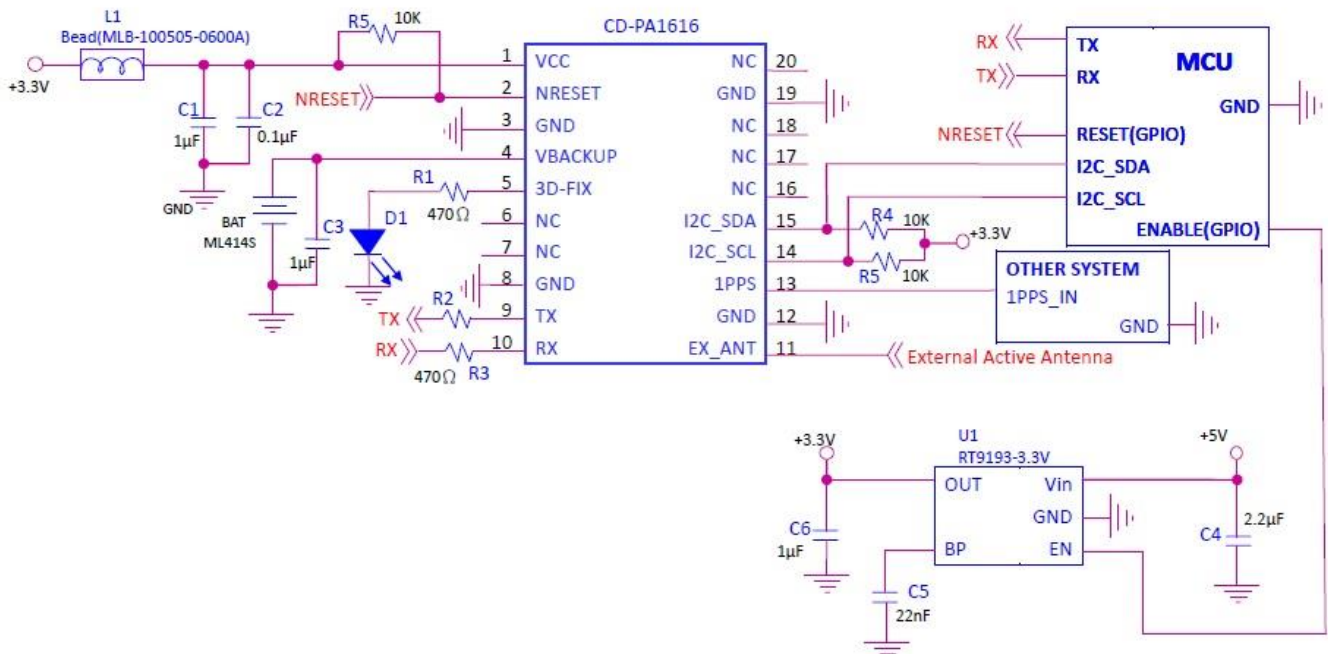 L1
Bead(MLB-100505-0600A)
+3.3V
R5
10K
NRESET
C1
1µF
C2
0.1µF
GND
BAT
ML414S
C3
1µF
D1
R1
470Ω
TX
R2
RX
470Ω
R3
CD-PA1616
1
VCC
2
NRESET
3
GND
4
VBACKUP
5
3D-FIX
6
NC
7
NC
8
GND
9
TX
10
RX
NC
20
GND
19
NC
18
NC
17
NC
16
I2C_SDA
15
I2C_SCL
14
1PPS
13
GND
12
EX_ANT
11
R4
10K
R5
10K
+3.3V
External Active Antenna
RX
TX
NRESET
MCU
TX
RX
GND
RESET(GPIO)
I2C_SDA
I2C_SCL
ENABLE(GPIO)
OTHER SYSTEM
1PPS_IN
GND
+3.3V
C6
1µF
C5
22nF
U1
RT9193-3.3V
OUT
Vin
GND
BP
EN
+5V
C4
2.2µF